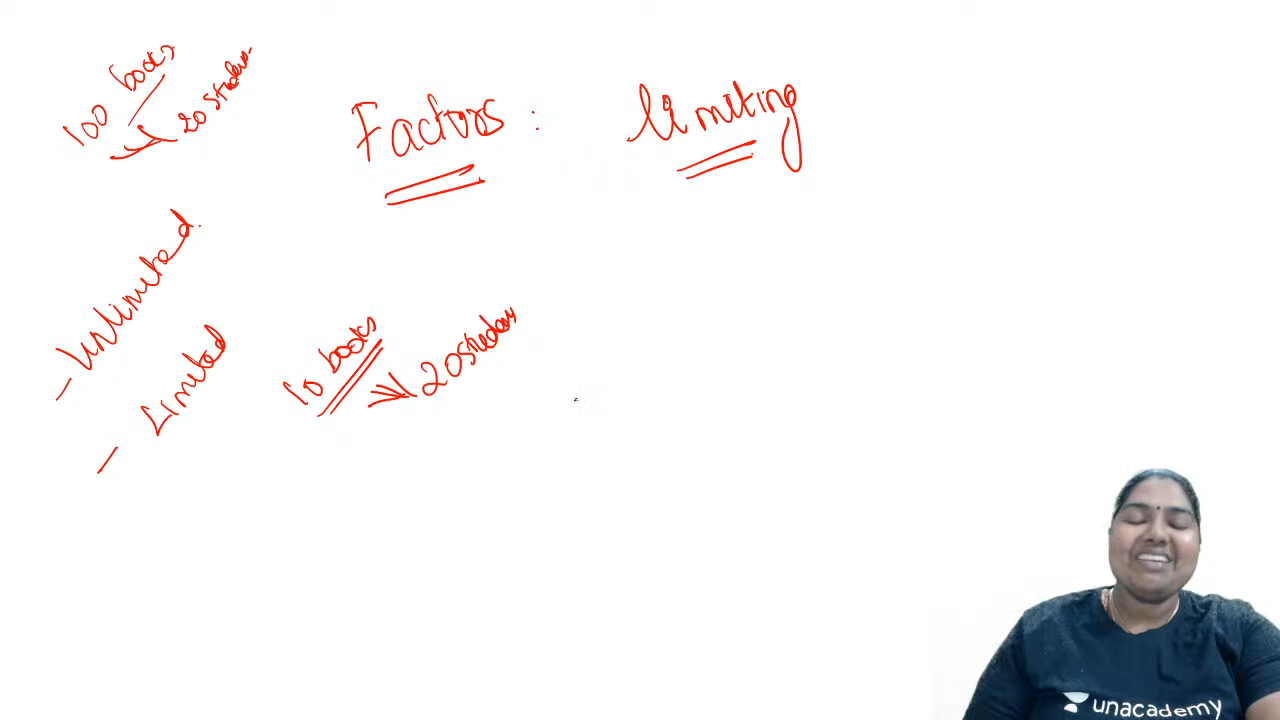 100 books
20 students
Factors : limiting
- Unlimited.
- Limited
10 books
20 students
unacademy